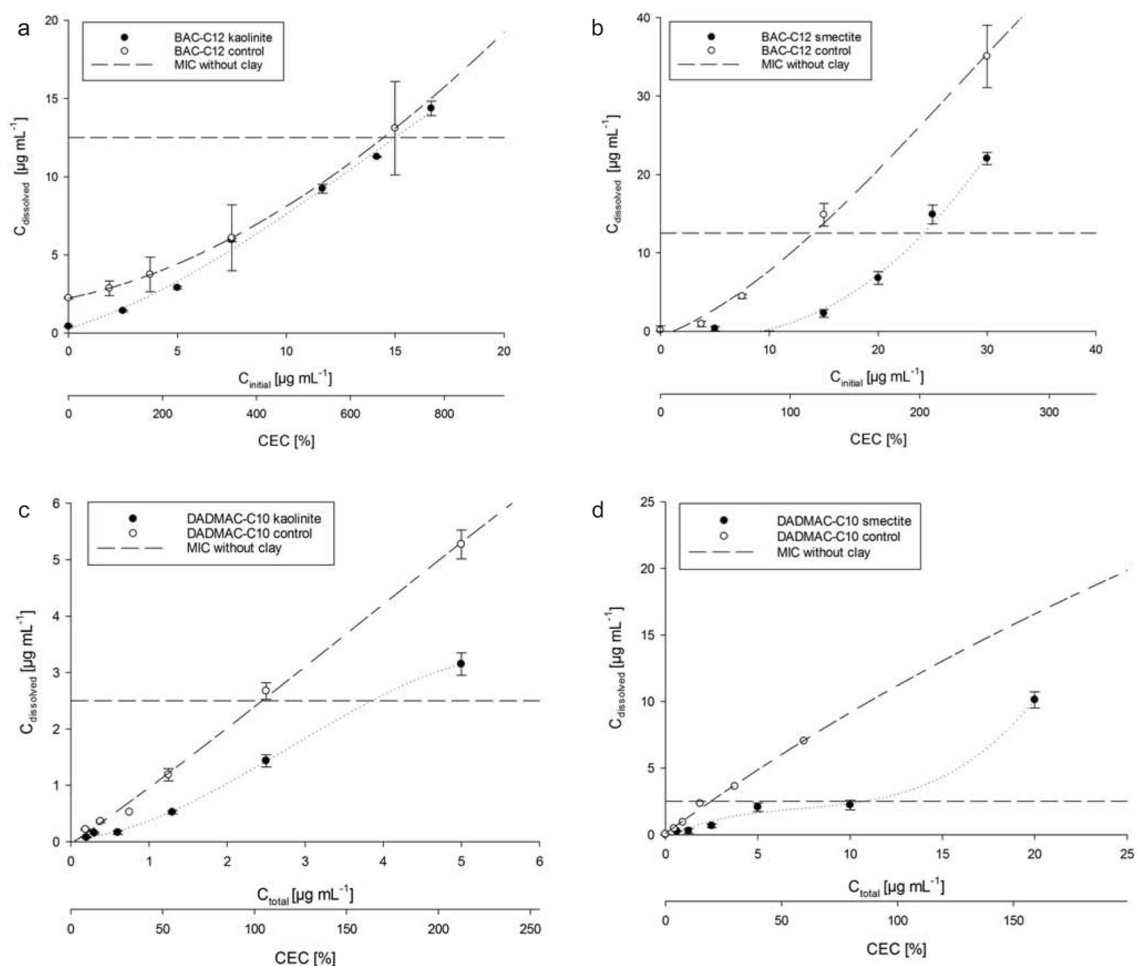 a
BAC-C12 kaolinite
BAC-C12 control
MIC without clay
20
15
10
5
0
C_dissolved [µg mL⁻¹]
0 5 10 15 20
C_initial [µg mL⁻¹]
0 200 400 600 800
CEC [%]
b
BAC-C12 smectite
BAC-C12 control
MIC without clay
40
30
20
10
0
C_dissolved [µg mL⁻¹]
0 10 20 30 40
C_initial [µg mL⁻¹]
0 100 200 300
CEC [%]
c
DADMAC-C10 kaolinite
DADMAC-C10 control
MIC without clay
6
5
4
3
2
1
0
C_dissolved [µg mL⁻¹]
0 1 2 3 4 5 6
C_total [µg mL⁻¹]
0 50 100 150 200 250
CEC [%]
d
DADMAC-C10 smectite
DADMAC-C10 control
MIC without clay
25
20
15
10
5
0
C_dissolved [µg mL⁻¹]
0 5 10 15 20 25
C_total [µg mL⁻¹]
0 50 100 150
CEC [%]